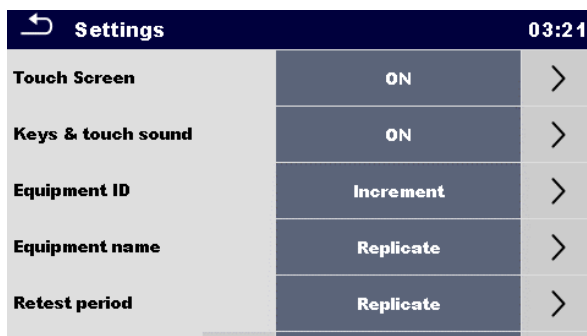 Settings 03:21
Touch Screen ON
Keys & touch sound ON
Equipment ID Increment
Equipment name Replicate
Retest period Replicate